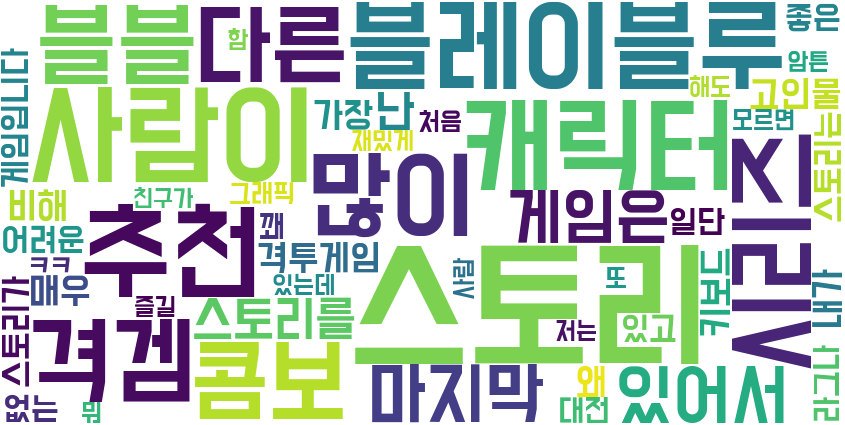 블블
다른
블레이블루
좋은
함
암튼
사람이
가장
난
처음
캐릭터
해도
고인물
모르면
게임입니다
재밌게
많이
스토리도
시리즈
비해
친구가
그래픽
추천
게임은
일단
어려운
깨
격투게임
ㅋㅋ
매우
있는데
사람
또
키보드
내가
스토리가
즐길
스토리를
스토리
저는
있고
격겜
콤보
마지막
왜
있어서
그리고
없는
뭐
대전